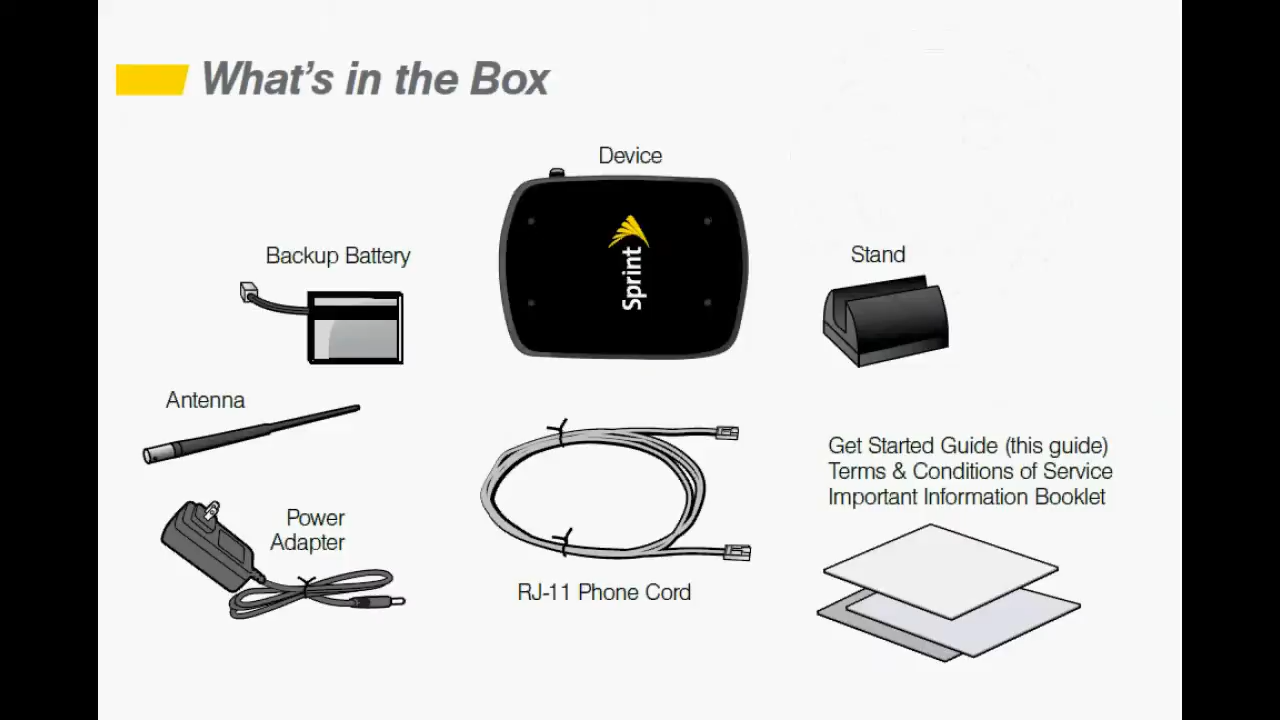 What's in the Box
Device
Sprint
Backup Battery
Stand
Antenna
Get Started Guide (this guide)
Terms & Conditions of Service
Important Information Booklet
Power
Adapter
RJ-11 Phone Cord